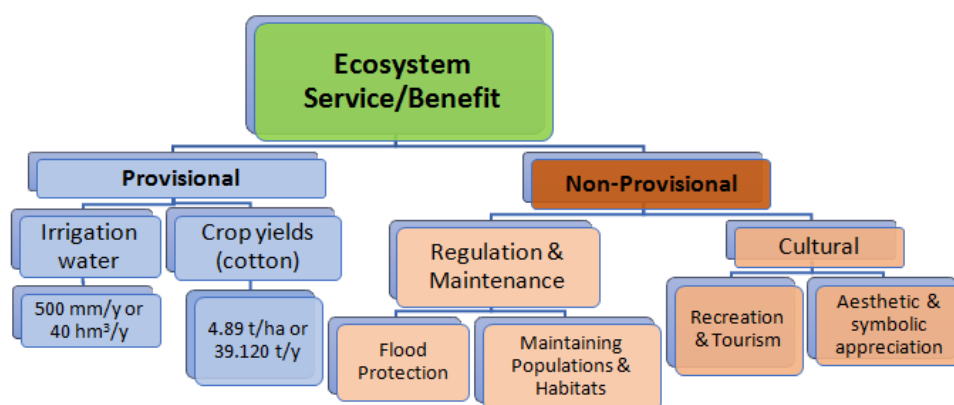 Ecosystem
Service/Benefit
Provisional
Non-Provisional
Irrigation
water
Crop yields
(cotton)
Regulation &
Maintenance
Cultural
500 mm/y or
40 hm³/y
4.89 t/ha or
39.120 t/y
Flood
Protection
Maintaining
Populations &
Habitats
Recreation
& Tourism
Aesthetic &
symbolic
appreciation